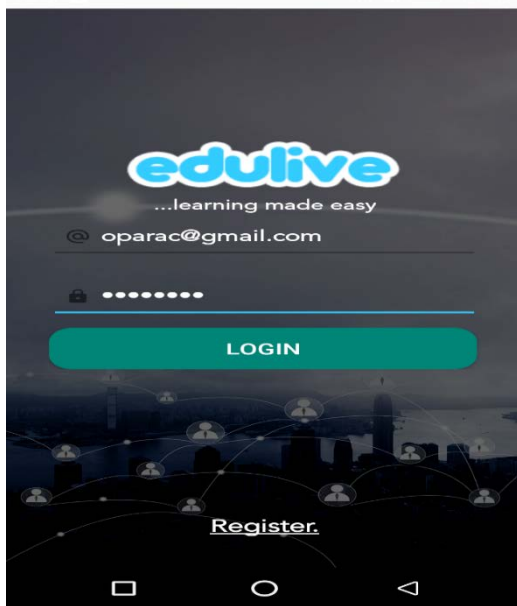 edulive
...learning made easy
@ oparac@gmail.com
••••••••
LOGIN
Register.